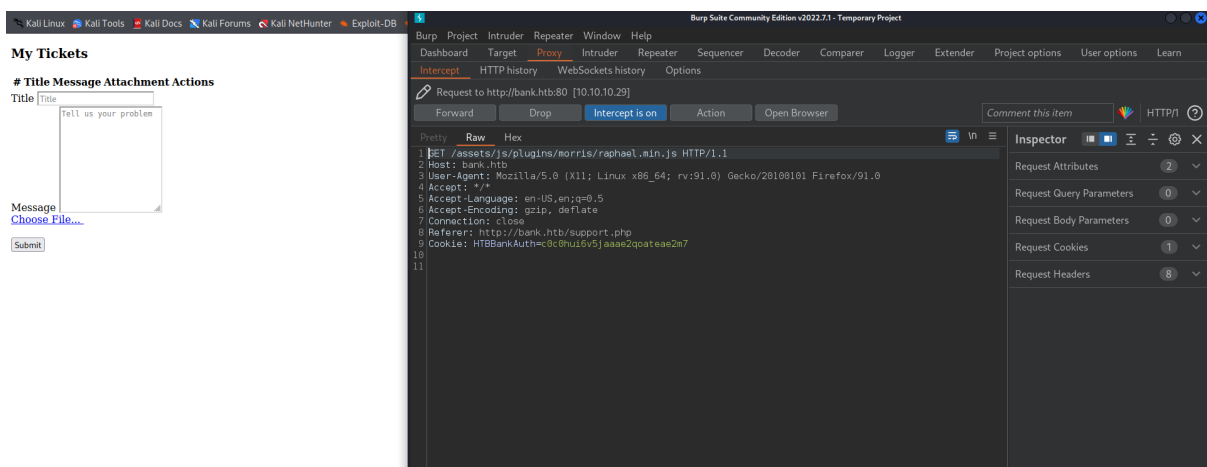 Kali Linux Kali Tools Kali Docs Kali Forums Kali NetHunter Exploit-DB
My Tickets
# Title Message Attachment Actions
Title Title
Tell us your problem
Message
Choose File...
Submit
Burp Suite Community Edition v2022.7.1 - Temporary Project
Burp Project Intruder Repeater Window Help
Dashboard Target Proxy Intruder Repeater Sequencer Decoder Comparer Logger Extender Project options User options Learn
Intercept HTTP history WebSockets history Options
Request to http://bank.htb:80 [10.10.10.29]
Forward Drop Intercept is on Action Open Browser Comment this item HTTP/1 ?
Pretty Raw Hex \n
1 GET /assets/js/plugins/morris/raphael.min.js HTTP/1.1
2 Host: bank.htb
3 User-Agent: Mozilla/5.0 (X11; Linux x86_64; rv:91.0) Gecko/20100101 Firefox/91.0
4 Accept: */*
5 Accept-Language: en-US,en;q=0.5
6 Accept-Encoding: gzip, deflate
7 Connection: close
8 Referer: http://bank.htb/support.php
9 Cookie: HTBBankAuth=c0c0hui6v5jaaae2qoateae2m7
10
11
Inspector
Request Attributes 2
Request Query Parameters 0
Request Body Parameters 0
Request Cookies 1
Request Headers 8